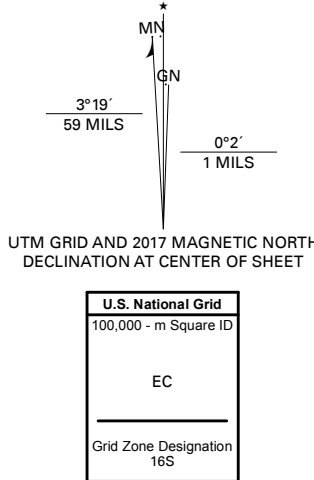 MN
GN
3°19´
59 MILS
0°2´
1 MILS
UTM GRID AND 2017 MAGNETIC NORTH
DECLINATION AT CENTER OF SHEET
U.S. National Grid
100,000 - m Square ID
EC
Grid Zone Designation
16S